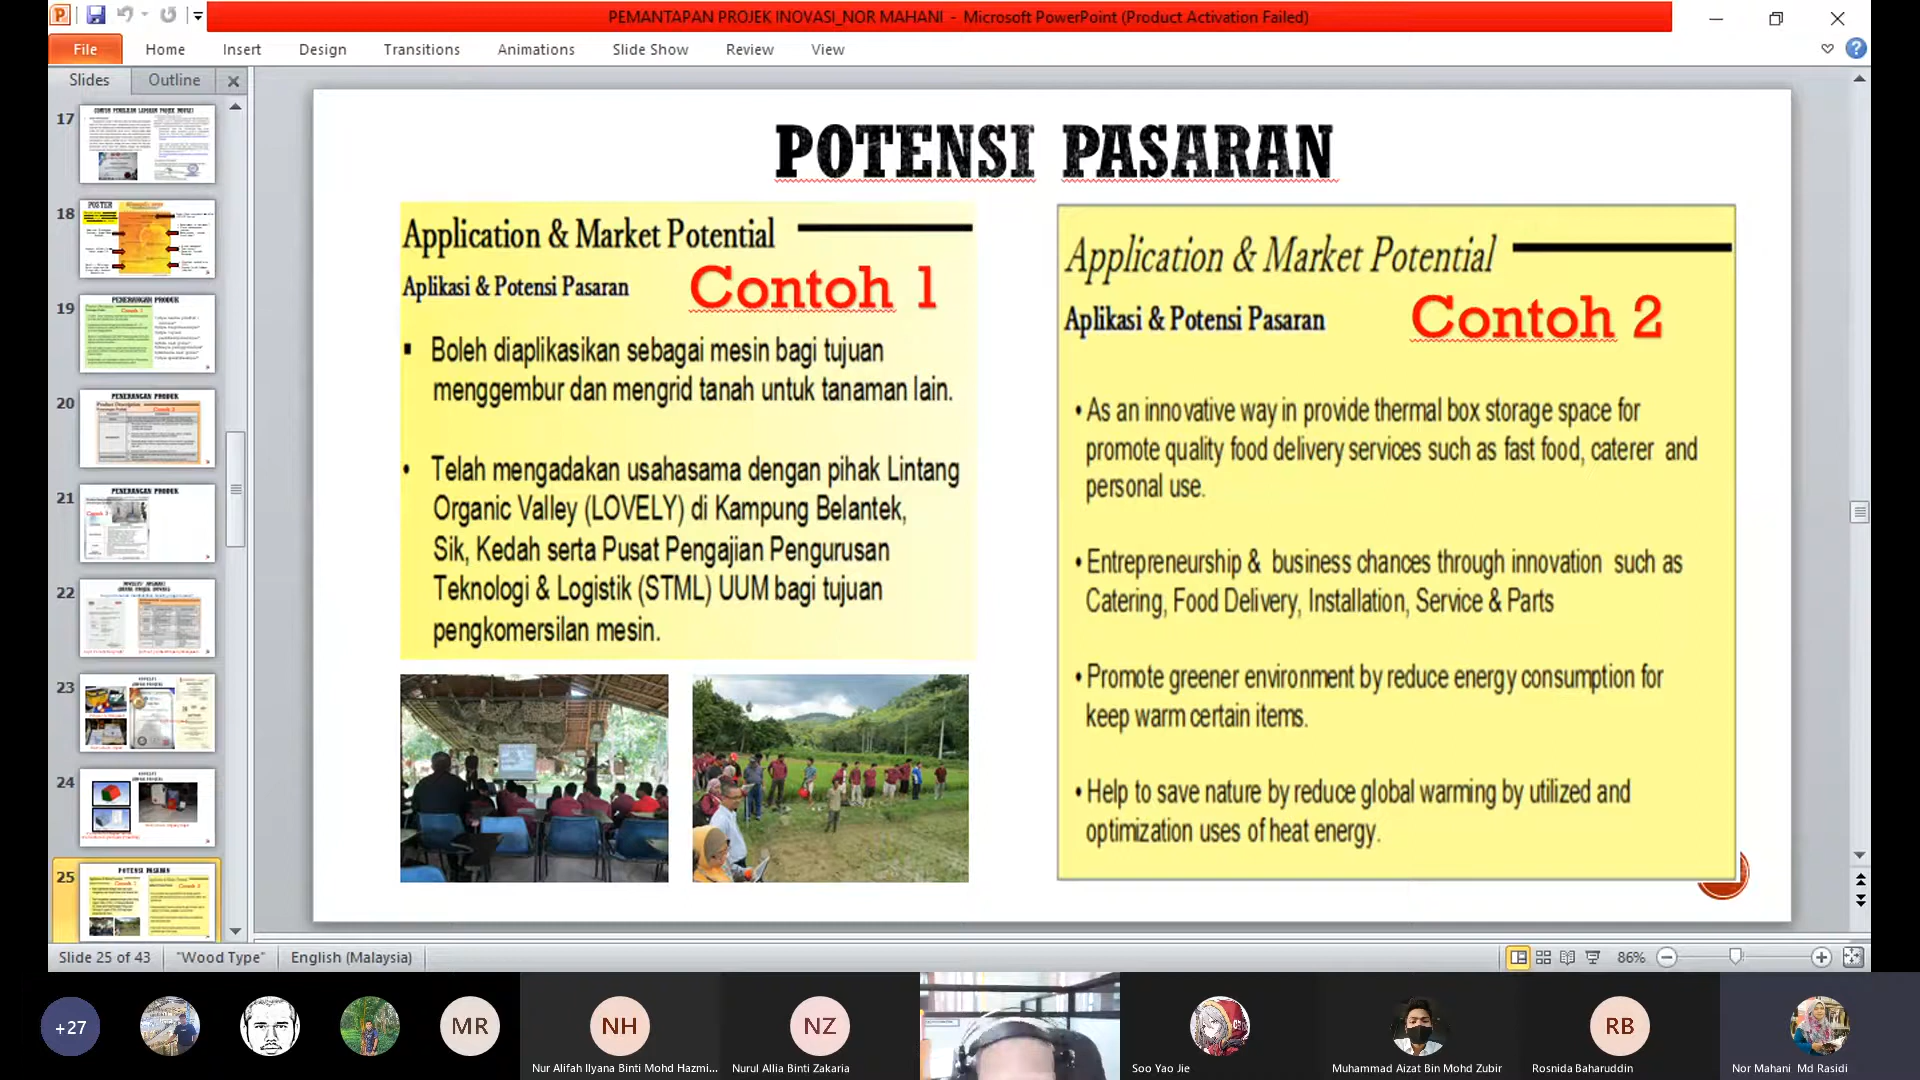 PEMANTAPAN PROJEK INOVASI_NOR MAHANI - Microsoft PowerPoint (Product Activation Failed)
File Home Insert Design Transitions Animations Slide Show Review View
Slides Outline
17
18
POSTER
19
PENERANGAN PRODUK
20
PENERANGAN PRODUK
21
PENERANGAN PRODUK
22
23
24
25
POTENSI PASARAN
POTENSI PASARAN
Application & Market Potential
Aplikasi & Potensi Pasaran
Contoh 1
Boleh diaplikasikan sebagai mesin bagi tujuan
menggembur dan mengrid tanah untuk tanaman lain.
Telah mengadakan usahasama dengan pihak Lintang
Organic Valley (LOVELY) di Kampung Belantek,
Sik, Kedah serta Pusat Pengajian Pengurusan
Teknologi & Logistik (STML) UUM bagi tujuan
pengkomersilan mesin.
Application & Market Potential
Aplikasi & Potensi Pasaran
Contoh 2
As an innovative way in provide thermal box storage space for
promote quality food delivery services such as fast food, caterer and
personal use.
Entrepreneurship & business chances through innovation such as
Catering, Food Delivery, Installation, Service & Parts
Promote greener environment by reduce energy consumption for
keep warm certain items.
Help to save nature by reduce global warming by utilized and
optimization uses of heat energy.
Slide 25 of 43 "Wood Type" English (Malaysia) 86%
+27
MR
NH
NZ
RB
Nur Alifah Ilyana Binti Mohd Hazmi...
Nurul Allia Binti Zakaria
Soo Yao Jie
Muhammad Aizat Bin Mohd Zubir
Rosnida Baharuddin
Nor Mahani Md Rasidi